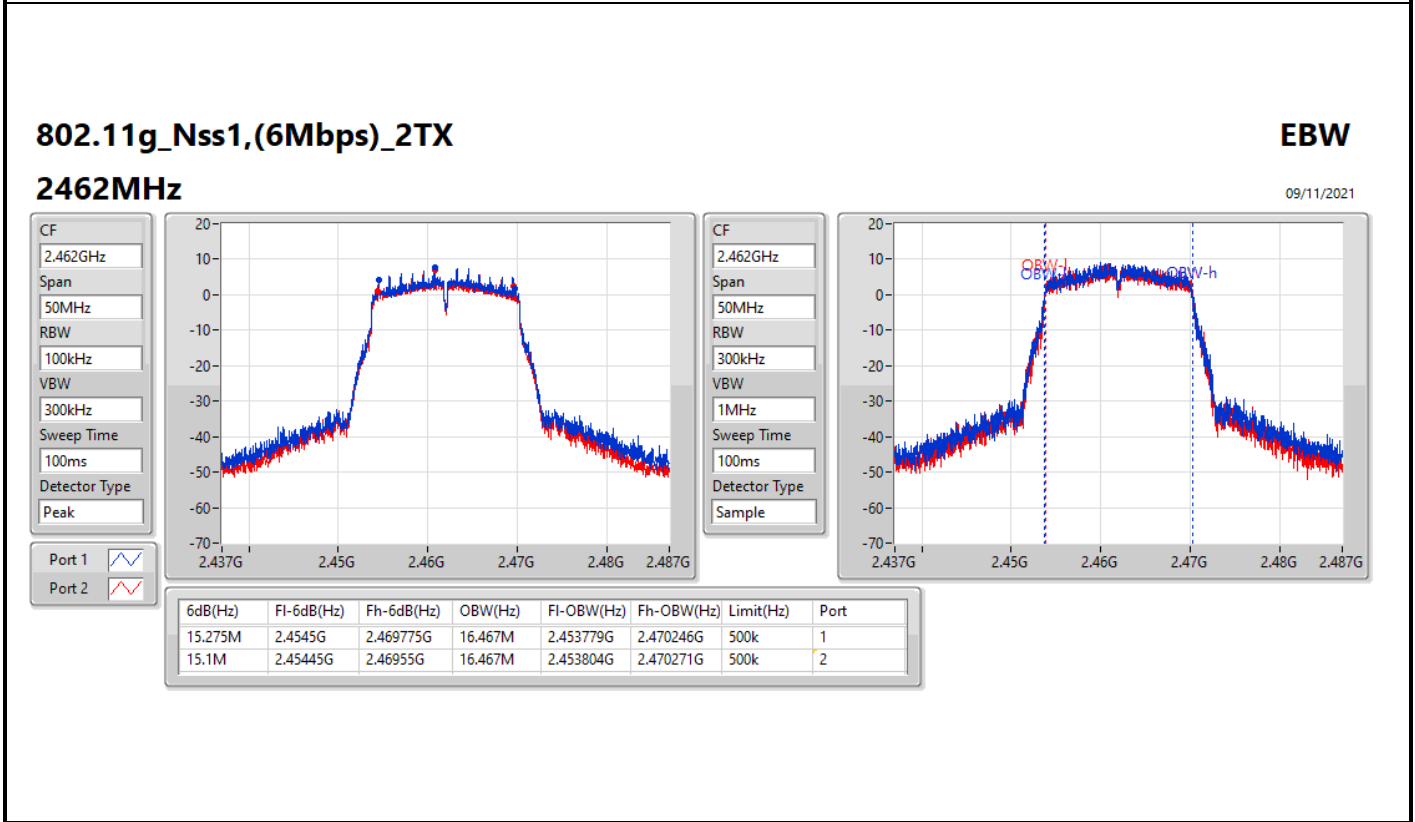 802.11g_Nss1,(6Mbps)_2TX
EBW
2462MHz
09/11/2021
CF
2.462GHz
Span
50MHz
RBW
100kHz
VBW
300kHz
Sweep Time
100ms
Detector Type
Peak
Port 1
Port 2
20
10
0
-10
-20
-30
-40
-50
-60
-70
2.437G 2.45G 2.46G 2.47G 2.48G 2.487G
CF
2.462GHz
Span
50MHz
RBW
300kHz
VBW
1MHz
Sweep Time
100ms
Detector Type
Sample
20
10
0
-10
-20
-30
-40
-50
-60
-70
OBW-l
OBW-h
2.437G 2.45G 2.46G 2.47G 2.48G 2.487G
6dB(Hz) Fl-6dB(Hz) Fh-6dB(Hz) OBW(Hz) Fl-OBW(Hz) Fh-OBW(Hz) Limit(Hz) Port
15.275M 2.4545G 2.469775G 16.467M 2.453779G 2.470246G 500k 1
15.1M 2.45445G 2.46955G 16.467M 2.453804G 2.470271G 500k 2